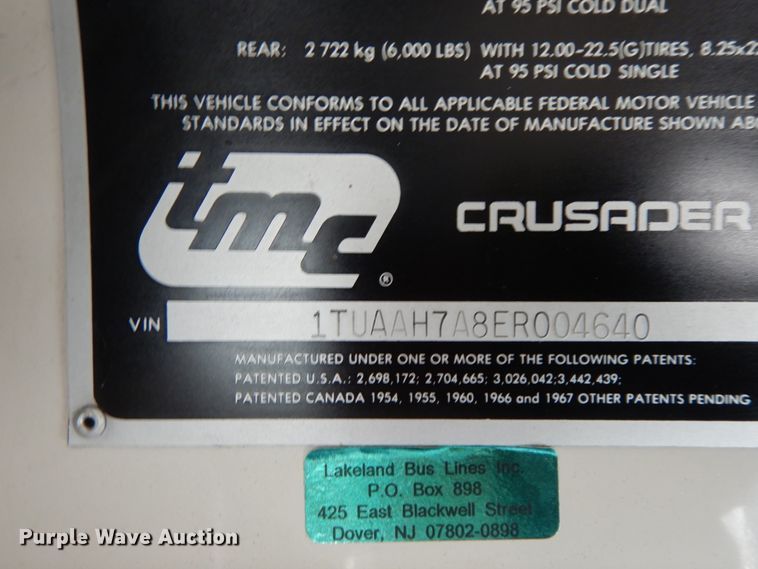 AT 95 PSI COLD DUAL
REAR: 2 722 kg (6,000 LBS) WITH 12.00-22.5(G)TIRES, 8.25x2
AT 95 PSI COLD SINGLE
THIS VEHICLE CONFORMS TO ALL APPLICABLE FEDERAL MOTOR VEHICLE
STANDARDS IN EFFECT ON THE DATE OF MANUFACTURE SHOWN ABO
tmc ®
CRUSADER
VIN 1TUAAH7A8ER004640
MANUFACTURED UNDER ONE OR MORE OF THE FOLLOWING PATENTS:
PATENTED U.S.A.: 2,698,172; 2,704,665; 3,026,042;3,442,439;
PATENTED CANADA 1954, 1955, 1960, 1966 and 1967 OTHER PATENTS PENDING
Lakeland Bus Lines Inc.
P.O. Box 898
425 East Blackwell Street
Dover, NJ 07802-0898
Purple Wave Auction